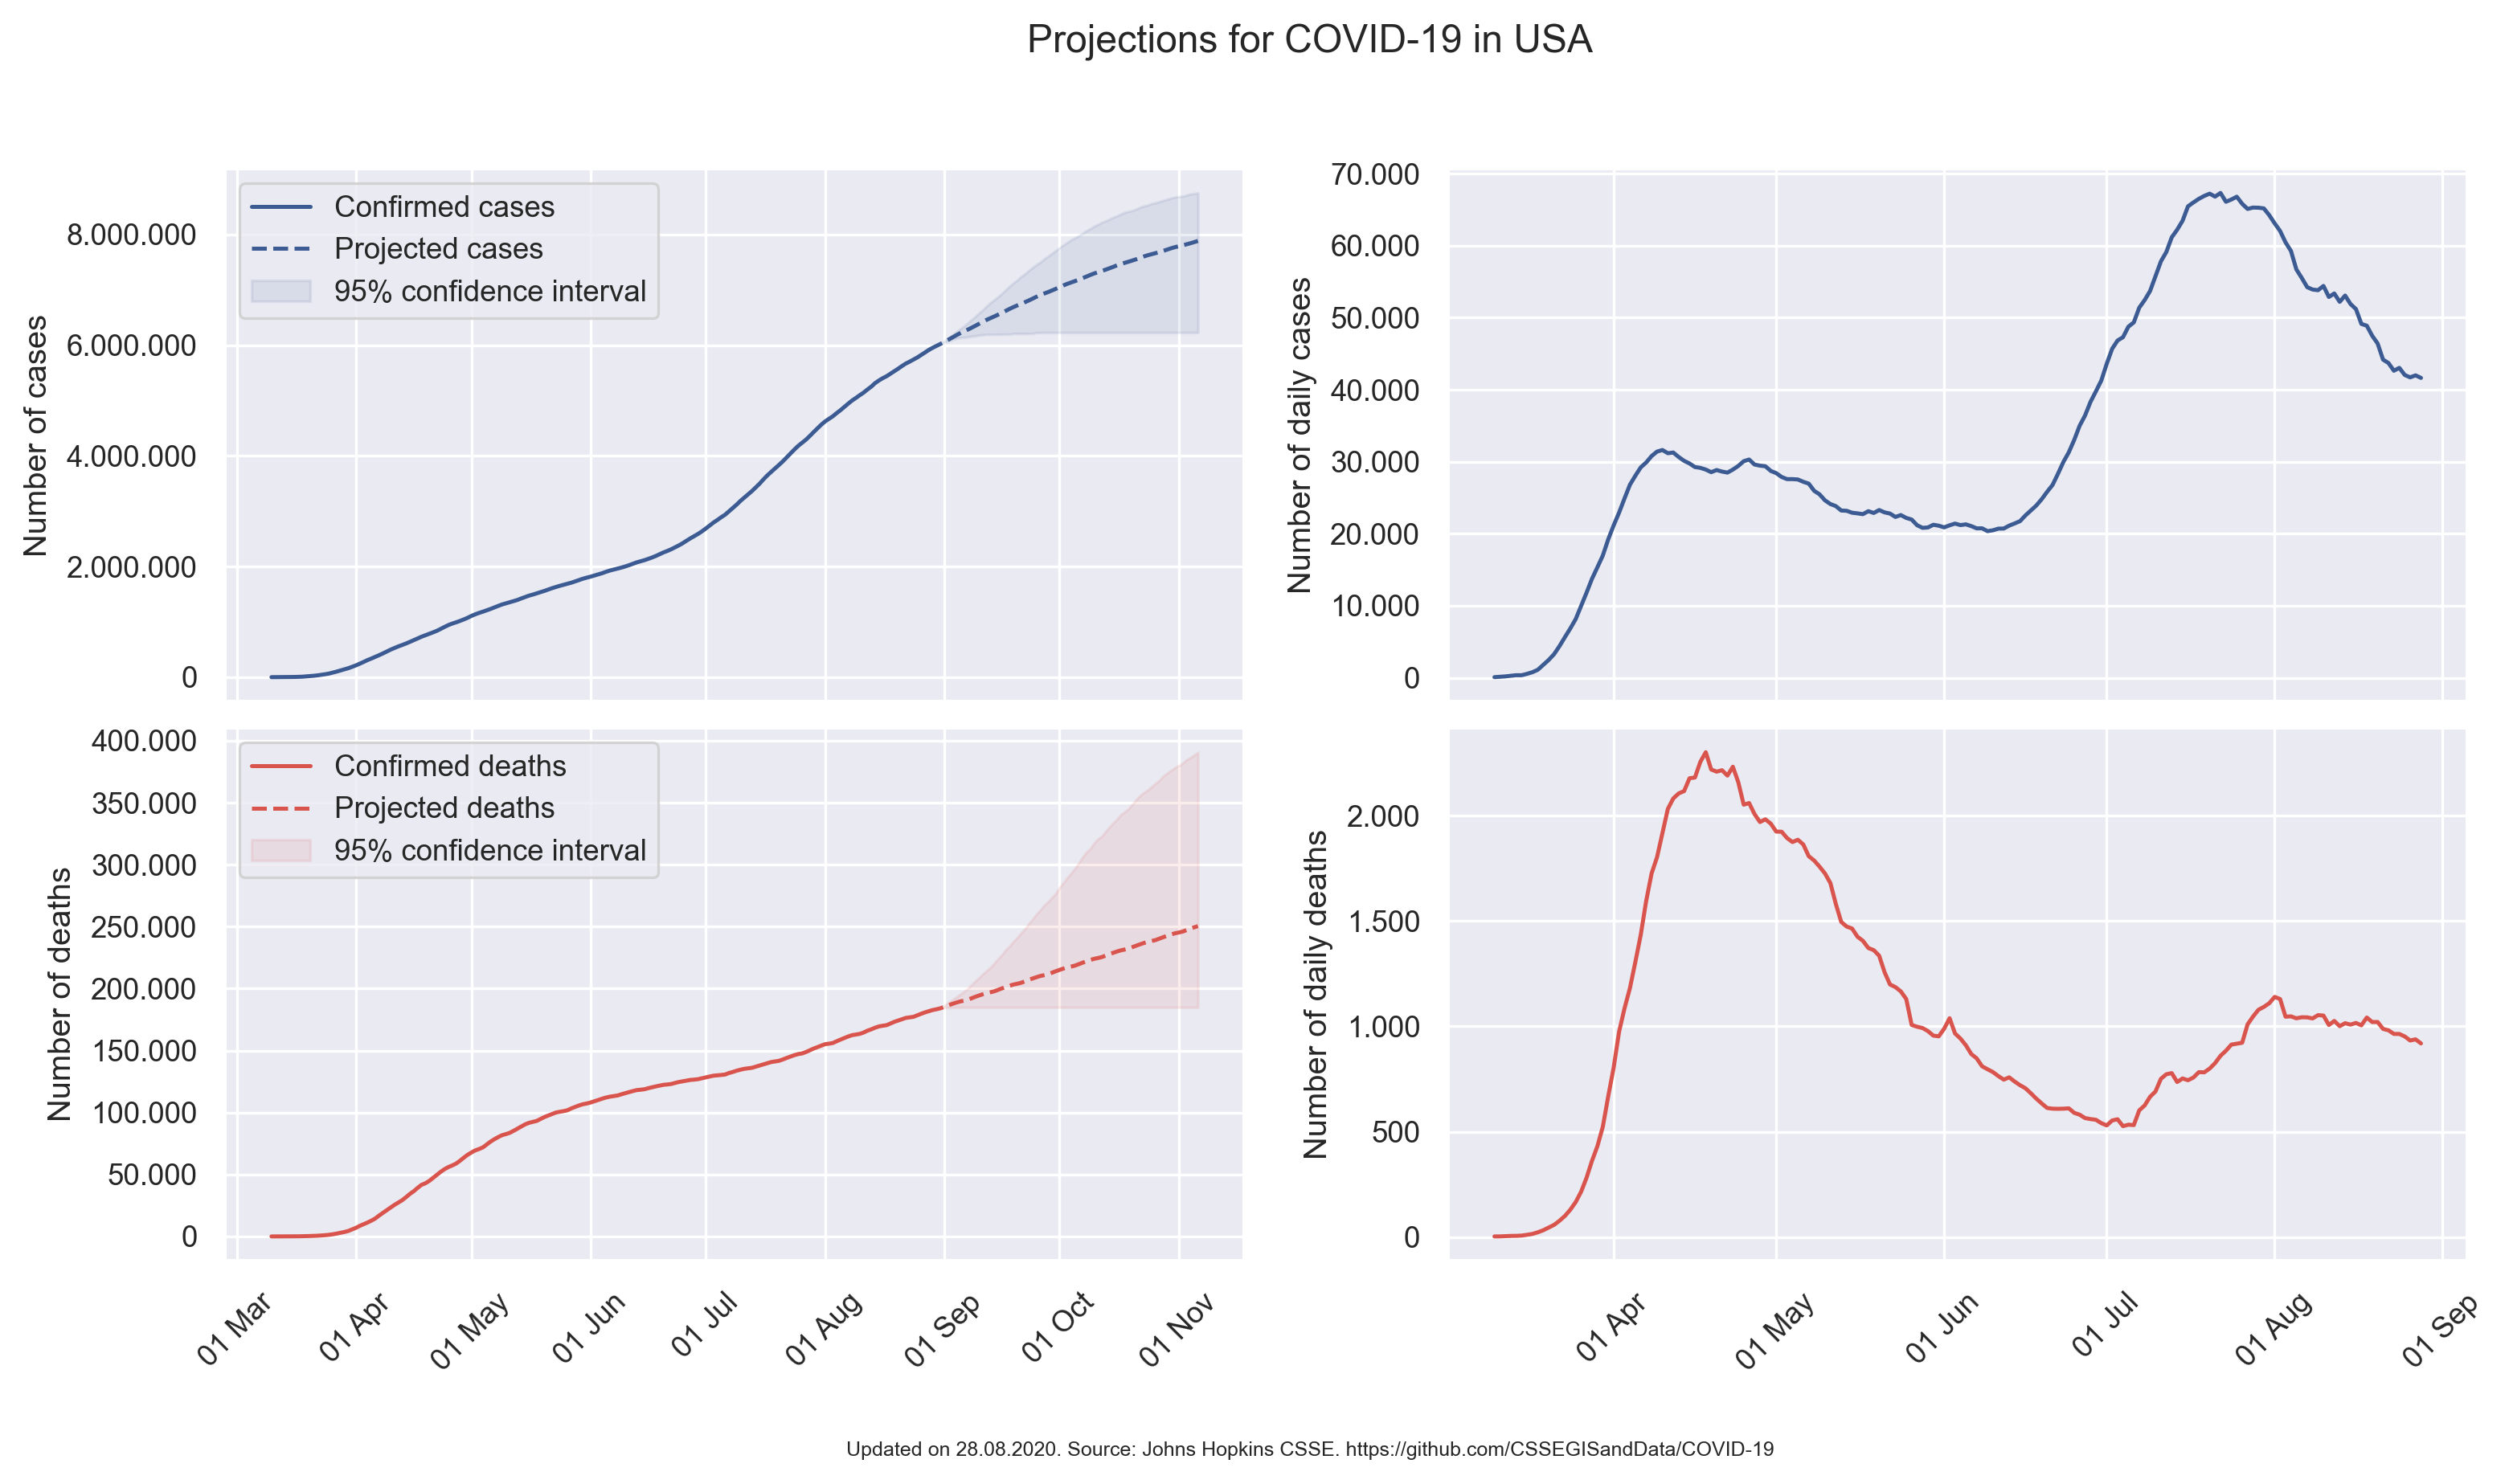 Projections for COVID-19 in USA
Number of cases
8.000.000
6.000.000
4.000.000
2.000.000
0
Confirmed cases
Projected cases
95% confidence interval
Number of daily cases
70.000
60.000
50.000
40.000
30.000
20.000
10.000
0
Number of deaths
400.000
350.000
300.000
250.000
200.000
150.000
100.000
50.000
0
Confirmed deaths
Projected deaths
95% confidence interval
01 Mar
01 Apr
01 May
01 Jun
01 Jul
01 Aug
01 Sep
01 Oct
01 Nov
Number of daily deaths
2.000
1.500
1.000
500
0
01 Apr
01 May
01 Jun
01 Jul
01 Aug
01 Sep
Updated on 28.08.2020. Source: Johns Hopkins CSSE. https://github.com/CSSEGISandData/COVID-19